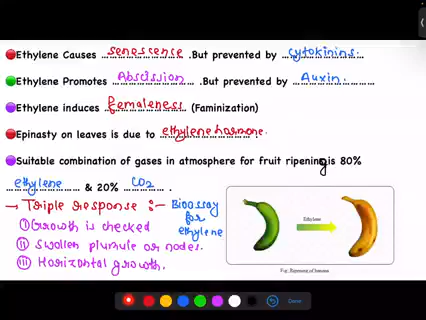 Ethylene Causes senescence .But prevented by cytokinins.
Ethylene Promotes Abscission .But prevented by Auxin.
Ethylene induces femaleness (Faminization)
Epinasty on leaves is due to ethylene hormone.
Suitable combination of gases in atmosphere for fruit ripening is 80%
ethylene & 20% CO2 .
→ Triple response :- Bioassay for ethylene
① Growth is checked
② Swollen plumule or nodes.
③ Horizontal growth.
Ethylene
Fig. Ripening of banana
Done